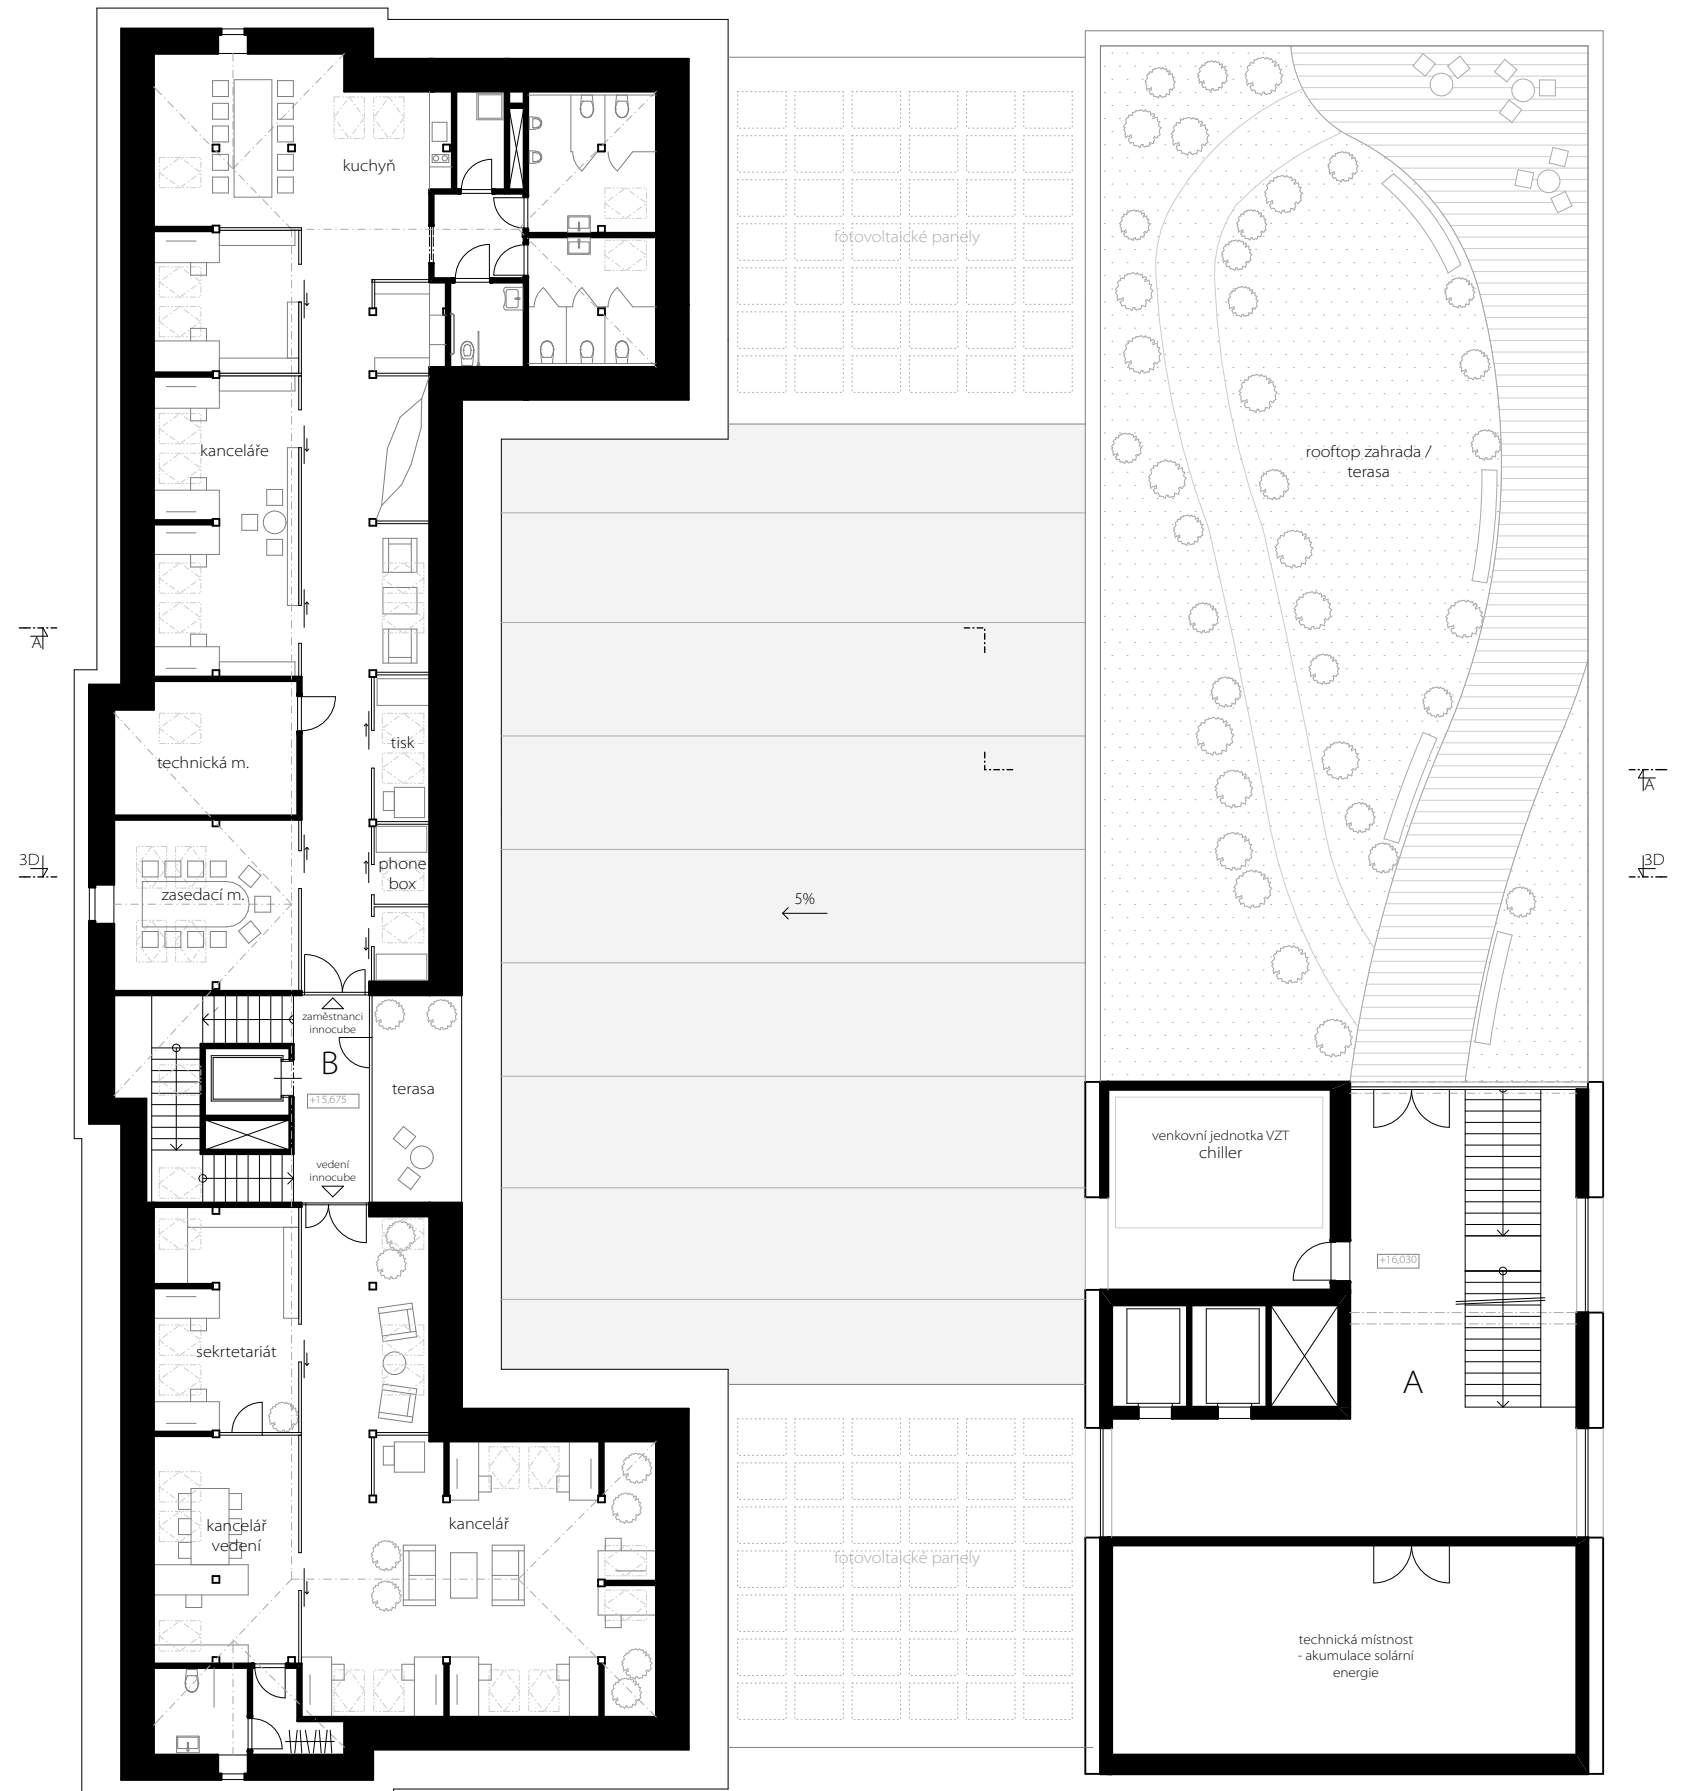 kuchyň
fotovoltaické panely
rooftop zahrada /
terasa
kanceláře
A
tisk
technická m.
A
phone
box
3D
zasedací m.
3D
5%
zaměstnanci
innocube
B
+15,675
terasa
vedení
innocube
venkovní jednotka VZT
chiller
+16,030
sekrtetariát
A
kancelář
vedení
kancelář
fotovoltaické panely
technická místnost
- akumulace solární
energie